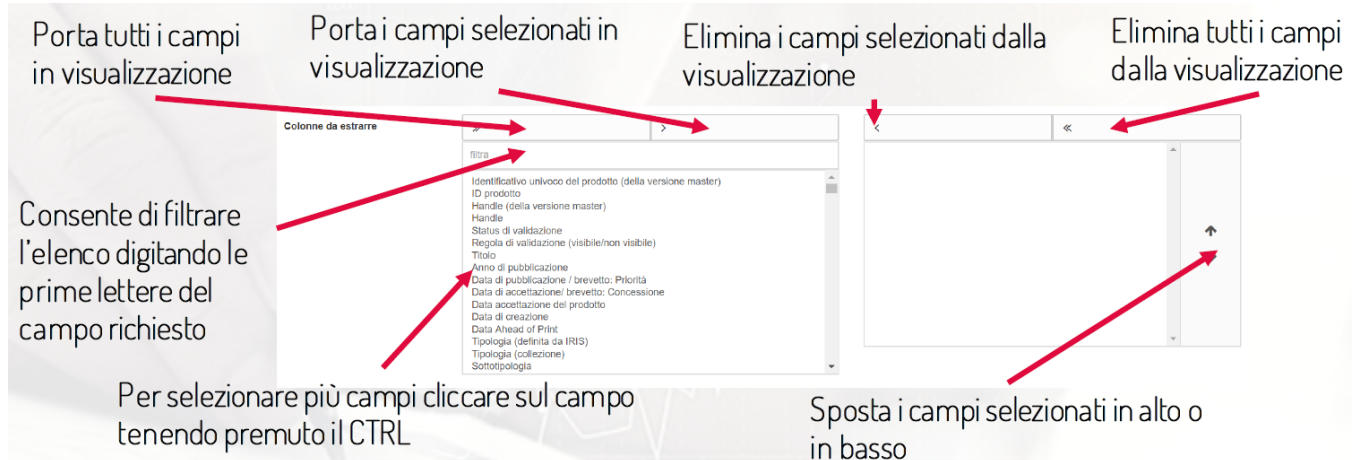 Porta tutti i campi
in visualizzazione
Porta i campi selezionati in
visualizzazione
Elimina i campi selezionati dalla
visualizzazione
Elimina tutti i campi
dalla visualizzazione
Colonne da estrarre
»
>
<
«
filtra
Identificativo univoco del prodotto (della versione master)
ID prodotto
Handle (della versione master)
Handle
Status di validazione
Regola di validazione (visibile/non visibile)
Titolo
Anno di pubblicazione
Data di pubblicazione / brevetto: Priorità
Data di accettazione/ brevetto: Concessione
Data accettazione del prodotto
Data di creazione
Data Ahead of Print
Tipologia (definita da IRIS)
Tipologia (collezione)
Sottotipologia
Consente di filtrare
l'elenco digitando le
prime lettere del
campo richiesto
Per selezionare più campi cliccare sul campo
tenendo premuto il CTRL
Sposta i campi selezionati in alto o
in basso